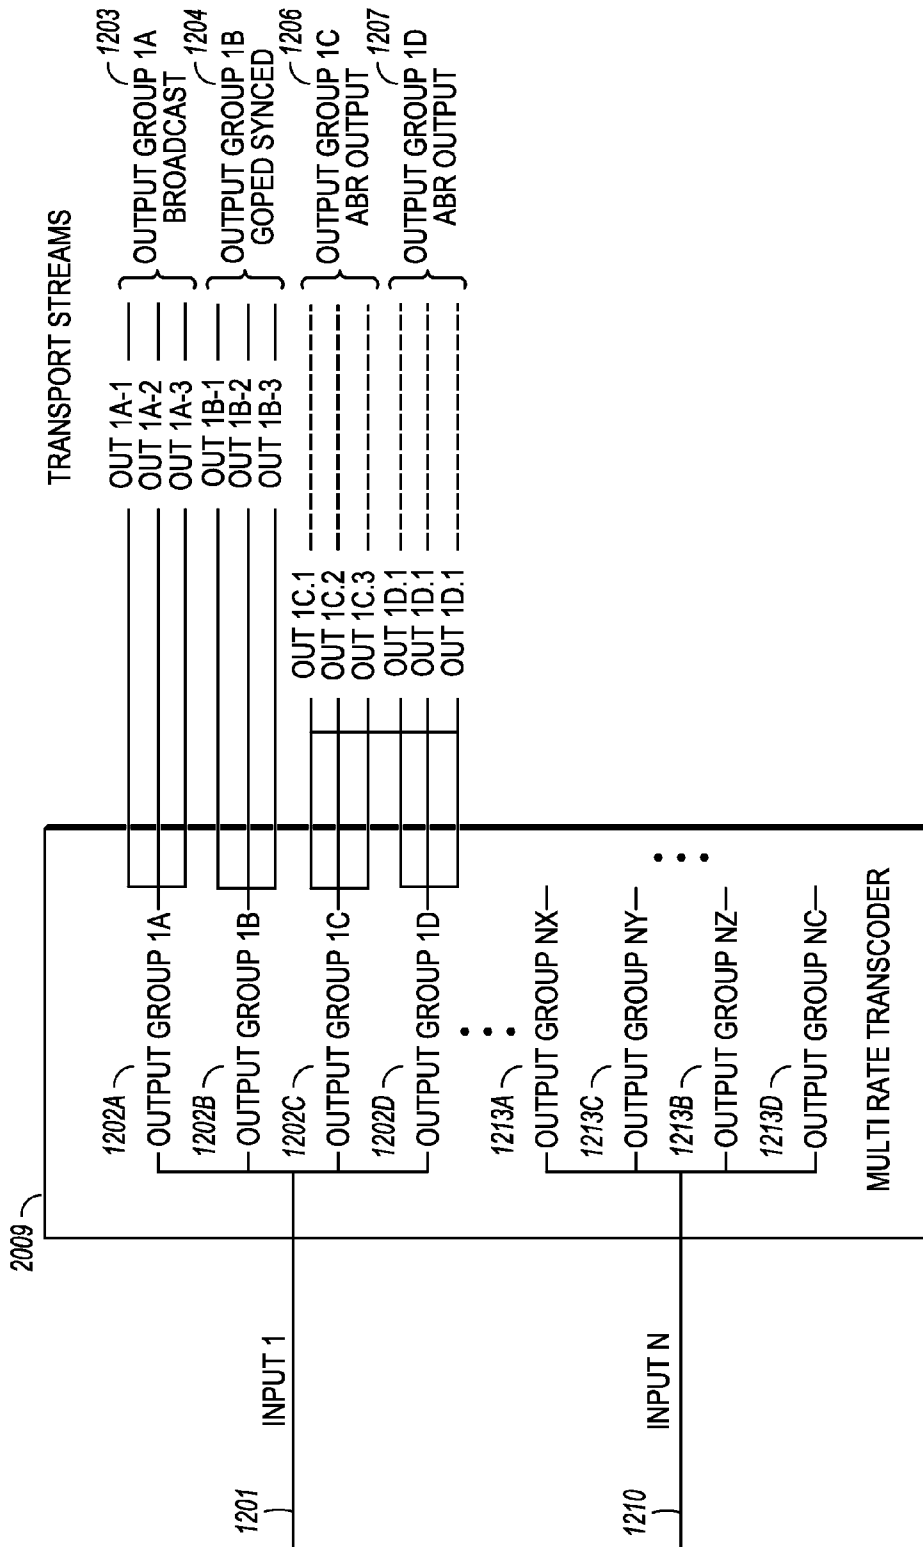 TRANSPORT STREAMS
2009
1202A
OUTPUT GROUP 1A
OUT 1A-1
OUT 1A-2
OUT 1A-3
1203
OUTPUT GROUP 1A
BROADCAST
1202B
OUTPUT GROUP 1B
OUT 1B-1
OUT 1B-2
OUT 1B-3
1204
OUTPUT GROUP 1B
GOPED SYNCED
1201
INPUT 1
1202C
OUTPUT GROUP 1C
OUT 1C.1
OUT 1C.2
OUT 1C.3
1206
OUTPUT GROUP 1C
ABR OUTPUT
1202D
OUTPUT GROUP 1D
OUT 1D.1
OUT 1D.1
OUT 1D.1
1207
OUTPUT GROUP 1D
ABR OUTPUT
1213A
OUTPUT GROUP NX
1213C
OUTPUT GROUP NY
1210
INPUT N
1213B
OUTPUT GROUP NZ
1213D
OUTPUT GROUP NC
MULTI RATE TRANSCODER